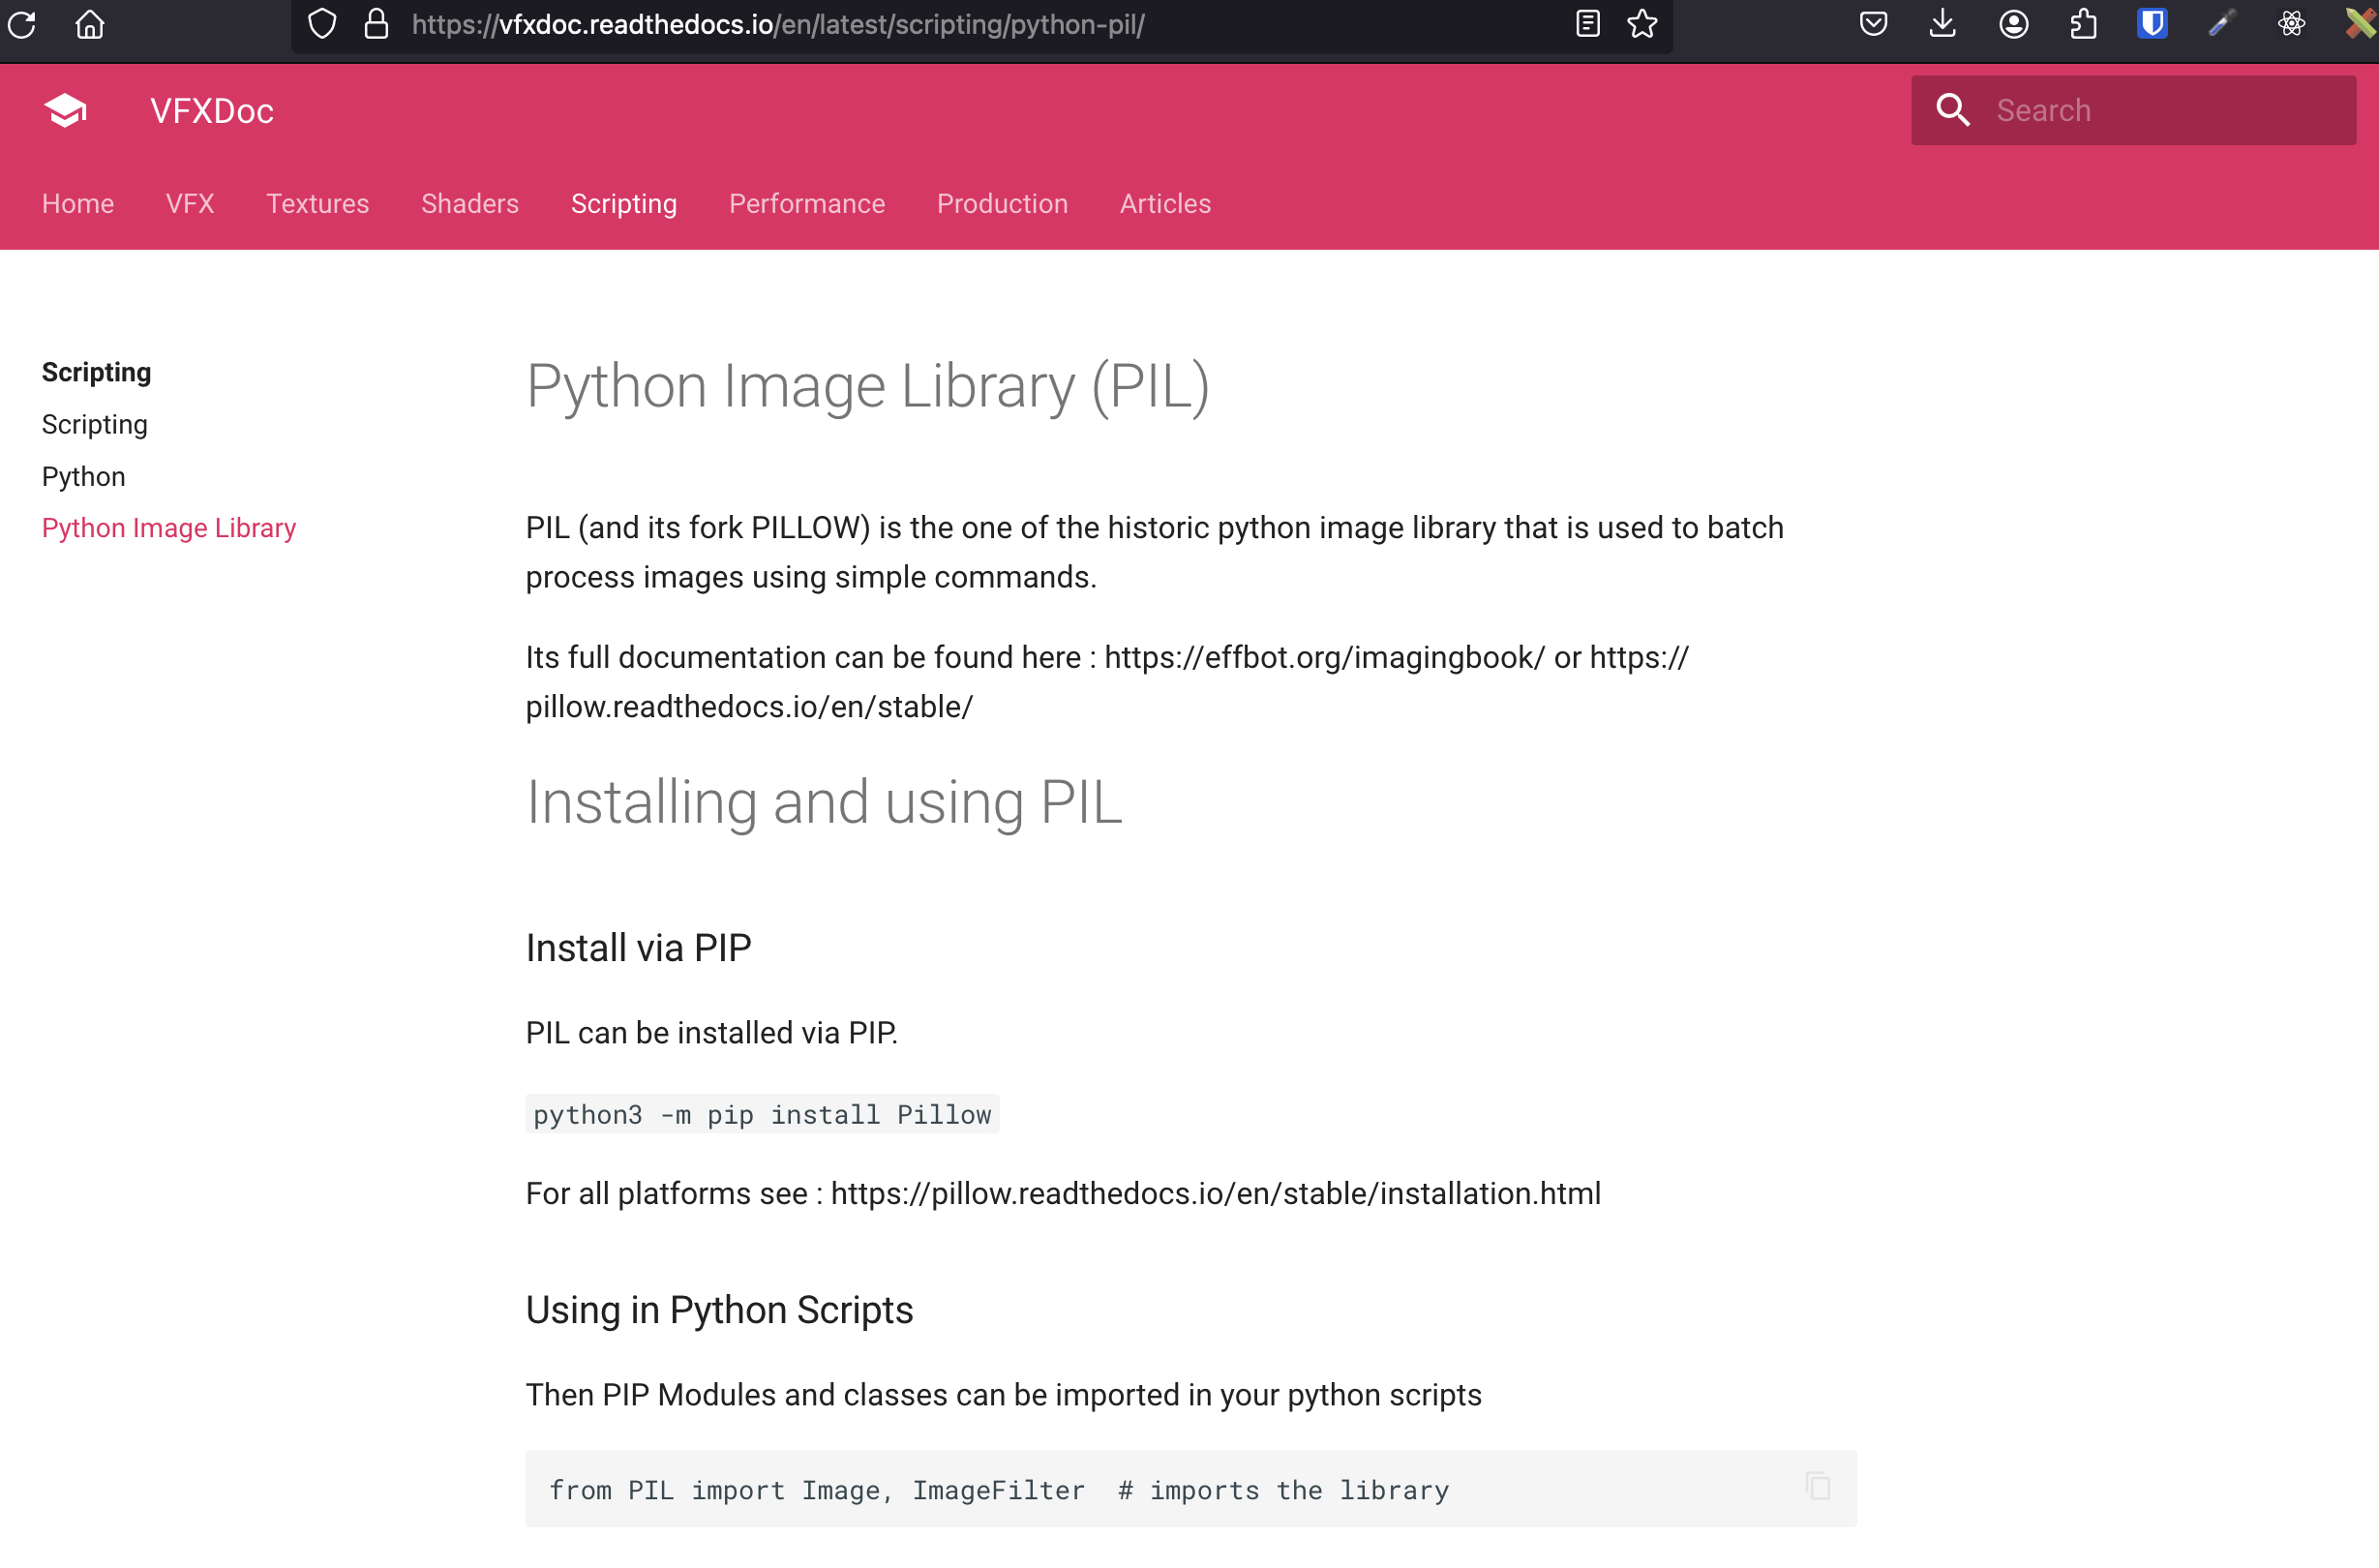 https://vfxdoc.readthedocs.io/en/latest/scripting/python-pil/
VFXDoc
Search
Home VFX Textures Shaders Scripting Performance Production Articles
Scripting
Scripting
Python
Python Image Library
Python Image Library (PIL)
PIL (and its fork PILLOW) is the one of the historic python image library that is used to batch
process images using simple commands.
Its full documentation can be found here : https://effbot.org/imagingbook/ or https://
pillow.readthedocs.io/en/stable/
Installing and using PIL
Install via PIP
PIL can be installed via PIP.
python3 -m pip install Pillow
For all platforms see : https://pillow.readthedocs.io/en/stable/installation.html
Using in Python Scripts
Then PIP Modules and classes can be imported in your python scripts
from PIL import Image, ImageFilter  # imports the library